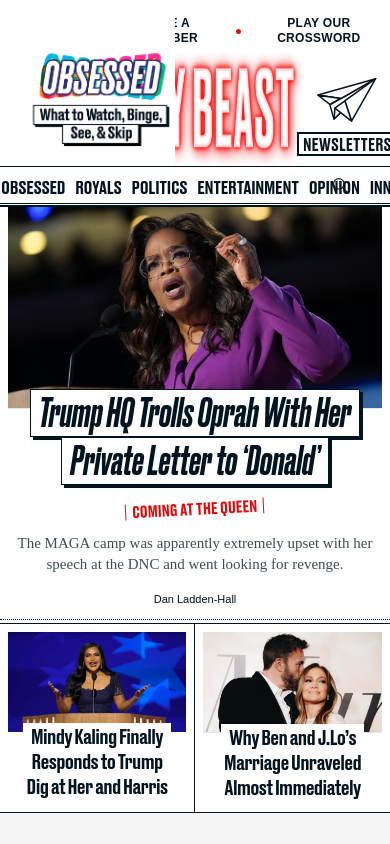 E A
BER
PLAY OUR
CROSSWORD
OBSESSED
What to Watch, Binge,
See, & Skip
Y BEAST
NEWSLETTERS
OBSESSED ROYALS POLITICS ENTERTAINMENT OPINION INN
Trump HQ Trolls Oprah With Her
Private Letter to ‘Donald’
COMING AT THE QUEEN
The MAGA camp was apparently extremely upset with her
speech at the DNC and went looking for revenge.
Dan Ladden-Hall
Mindy Kaling Finally
Responds to Trump
Dig at Her and Harris
Why Ben and J.Lo’s
Marriage Unraveled
Almost Immediately